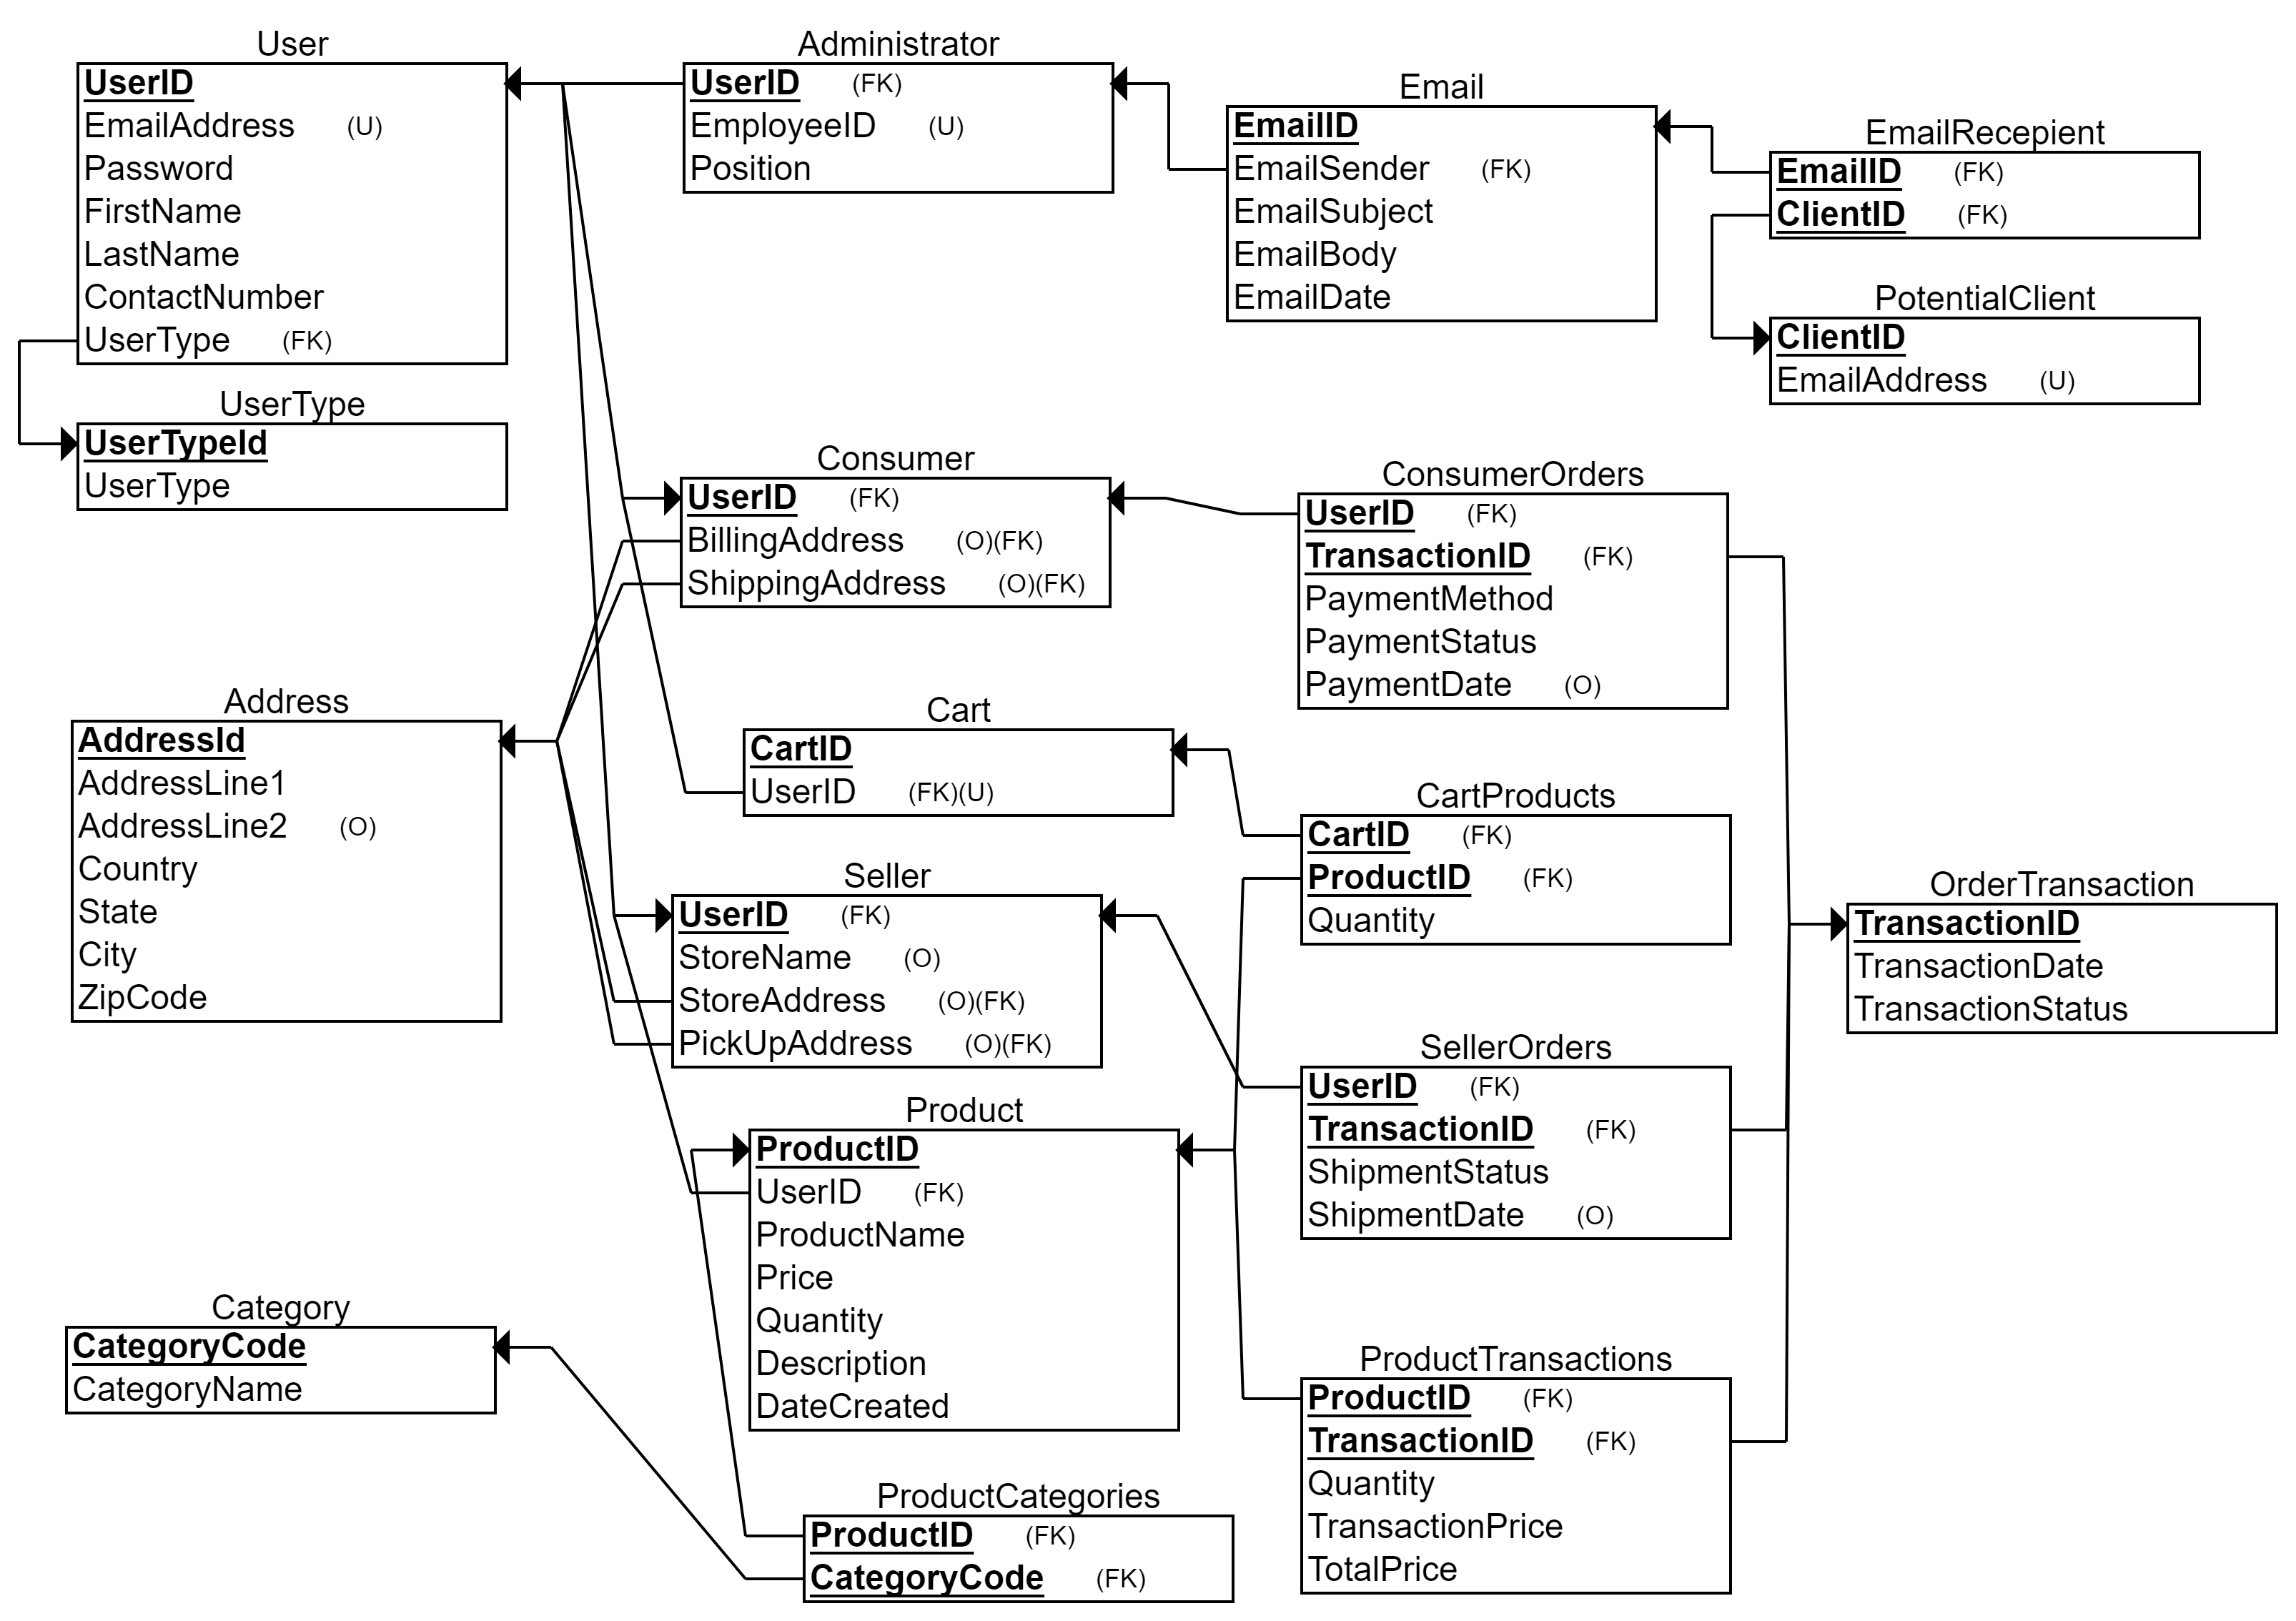 User
UserID
EmailAddress (U)
Password
FirstName
LastName
ContactNumber
UserType (FK)
UserType
UserTypeId
UserType
Administrator
UserID (FK)
EmployeeID (U)
Position
Email
EmailID
EmailSender (FK)
EmailSubject
EmailBody
EmailDate
EmailRecepient
EmailID (FK)
ClientID (FK)
PotentialClient
ClientID
EmailAddress (U)
Consumer
UserID (FK)
BillingAddress (O)(FK)
ShippingAddress (O)(FK)
ConsumerOrders
UserID (FK)
TransactionID (FK)
PaymentMethod
PaymentStatus
PaymentDate (O)
Address
AddressId
AddressLine1
AddressLine2 (O)
Country
State
City
ZipCode
Cart
CartID
UserID (FK)(U)
CartProducts
CartID (FK)
ProductID (FK)
Quantity
Seller
UserID (FK)
StoreName (O)
StoreAddress (O)(FK)
PickUpAddress (O)(FK)
OrderTransaction
TransactionID
TransactionDate
TransactionStatus
SellerOrders
UserID (FK)
TransactionID (FK)
ShipmentStatus
ShipmentDate (O)
Product
ProductID
UserID (FK)
ProductName
Price
Quantity
Description
DateCreated
Category
CategoryCode
CategoryName
ProductTransactions
ProductID (FK)
TransactionID (FK)
Quantity
TransactionPrice
TotalPrice
ProductCategories
ProductID (FK)
CategoryCode (FK)